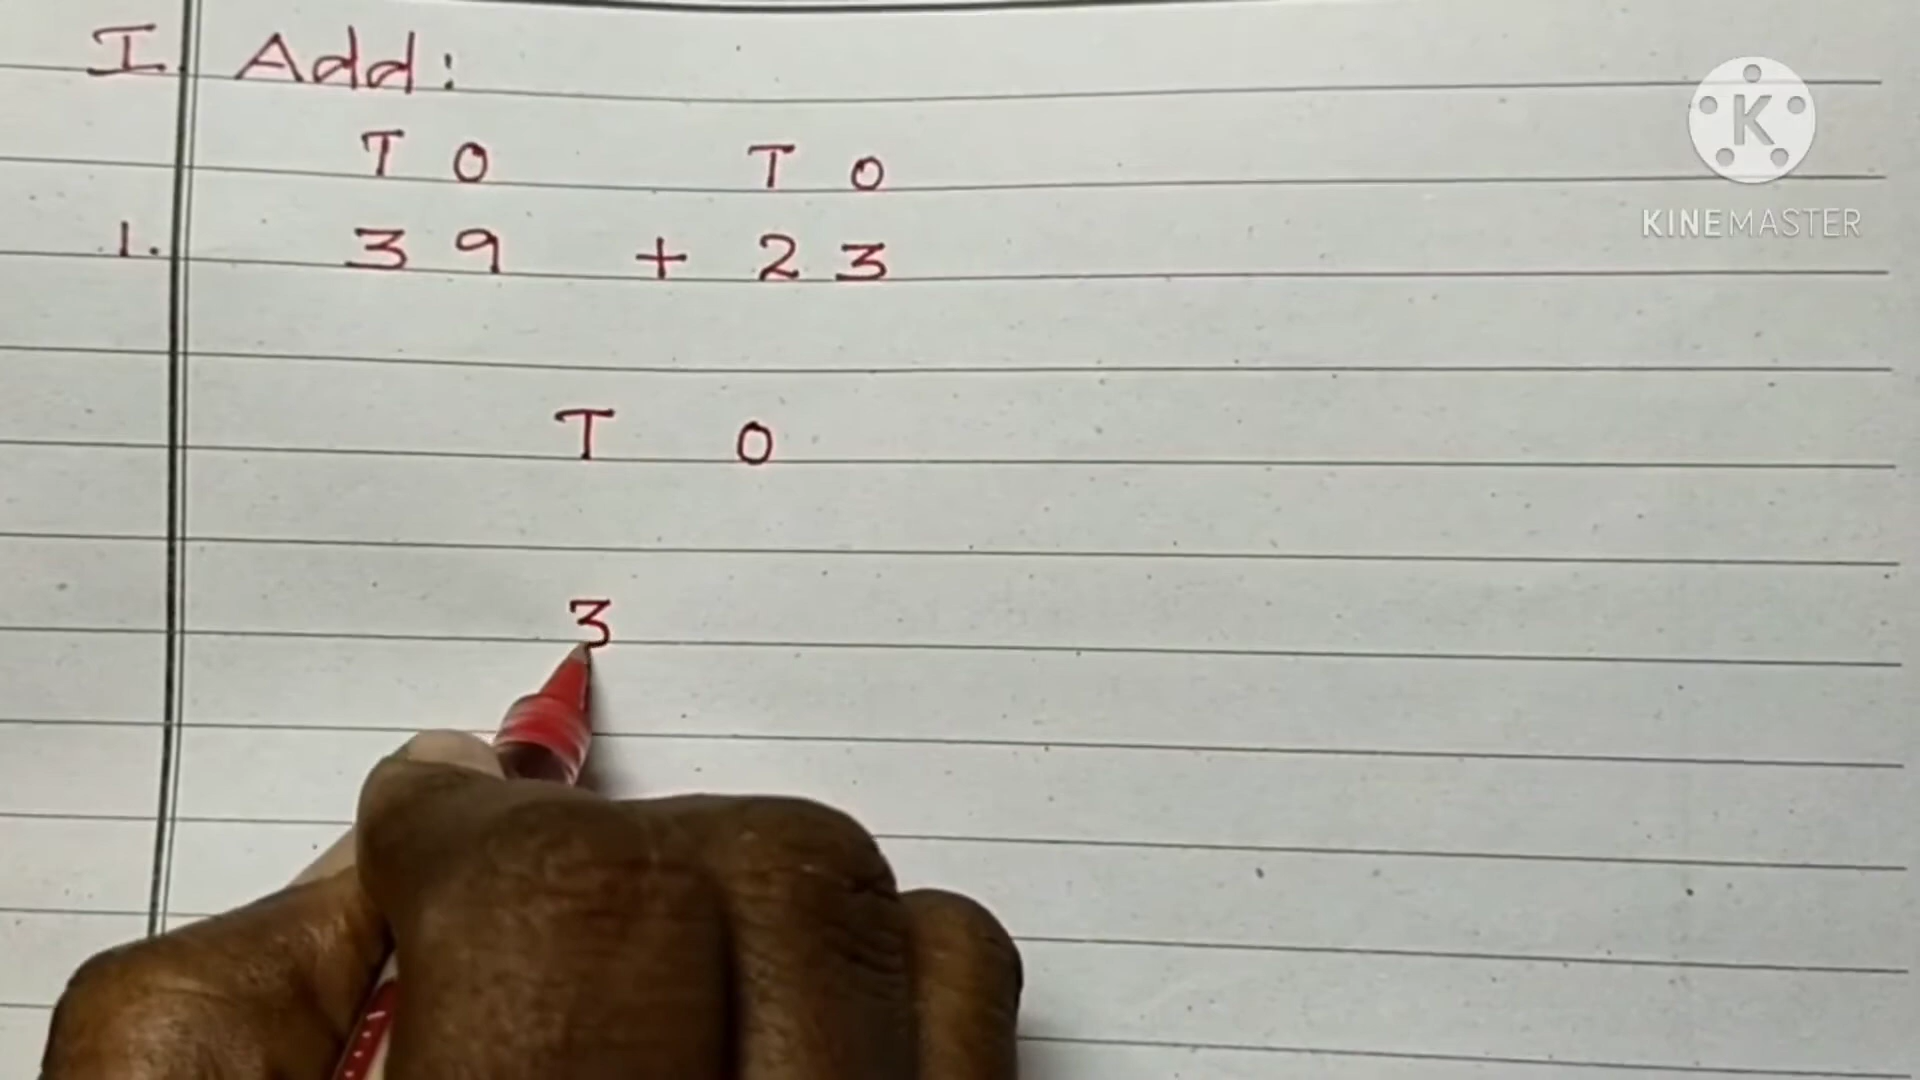 I. Add:
T O T O
1. 39 + 23
T O
3
KINEMASTER